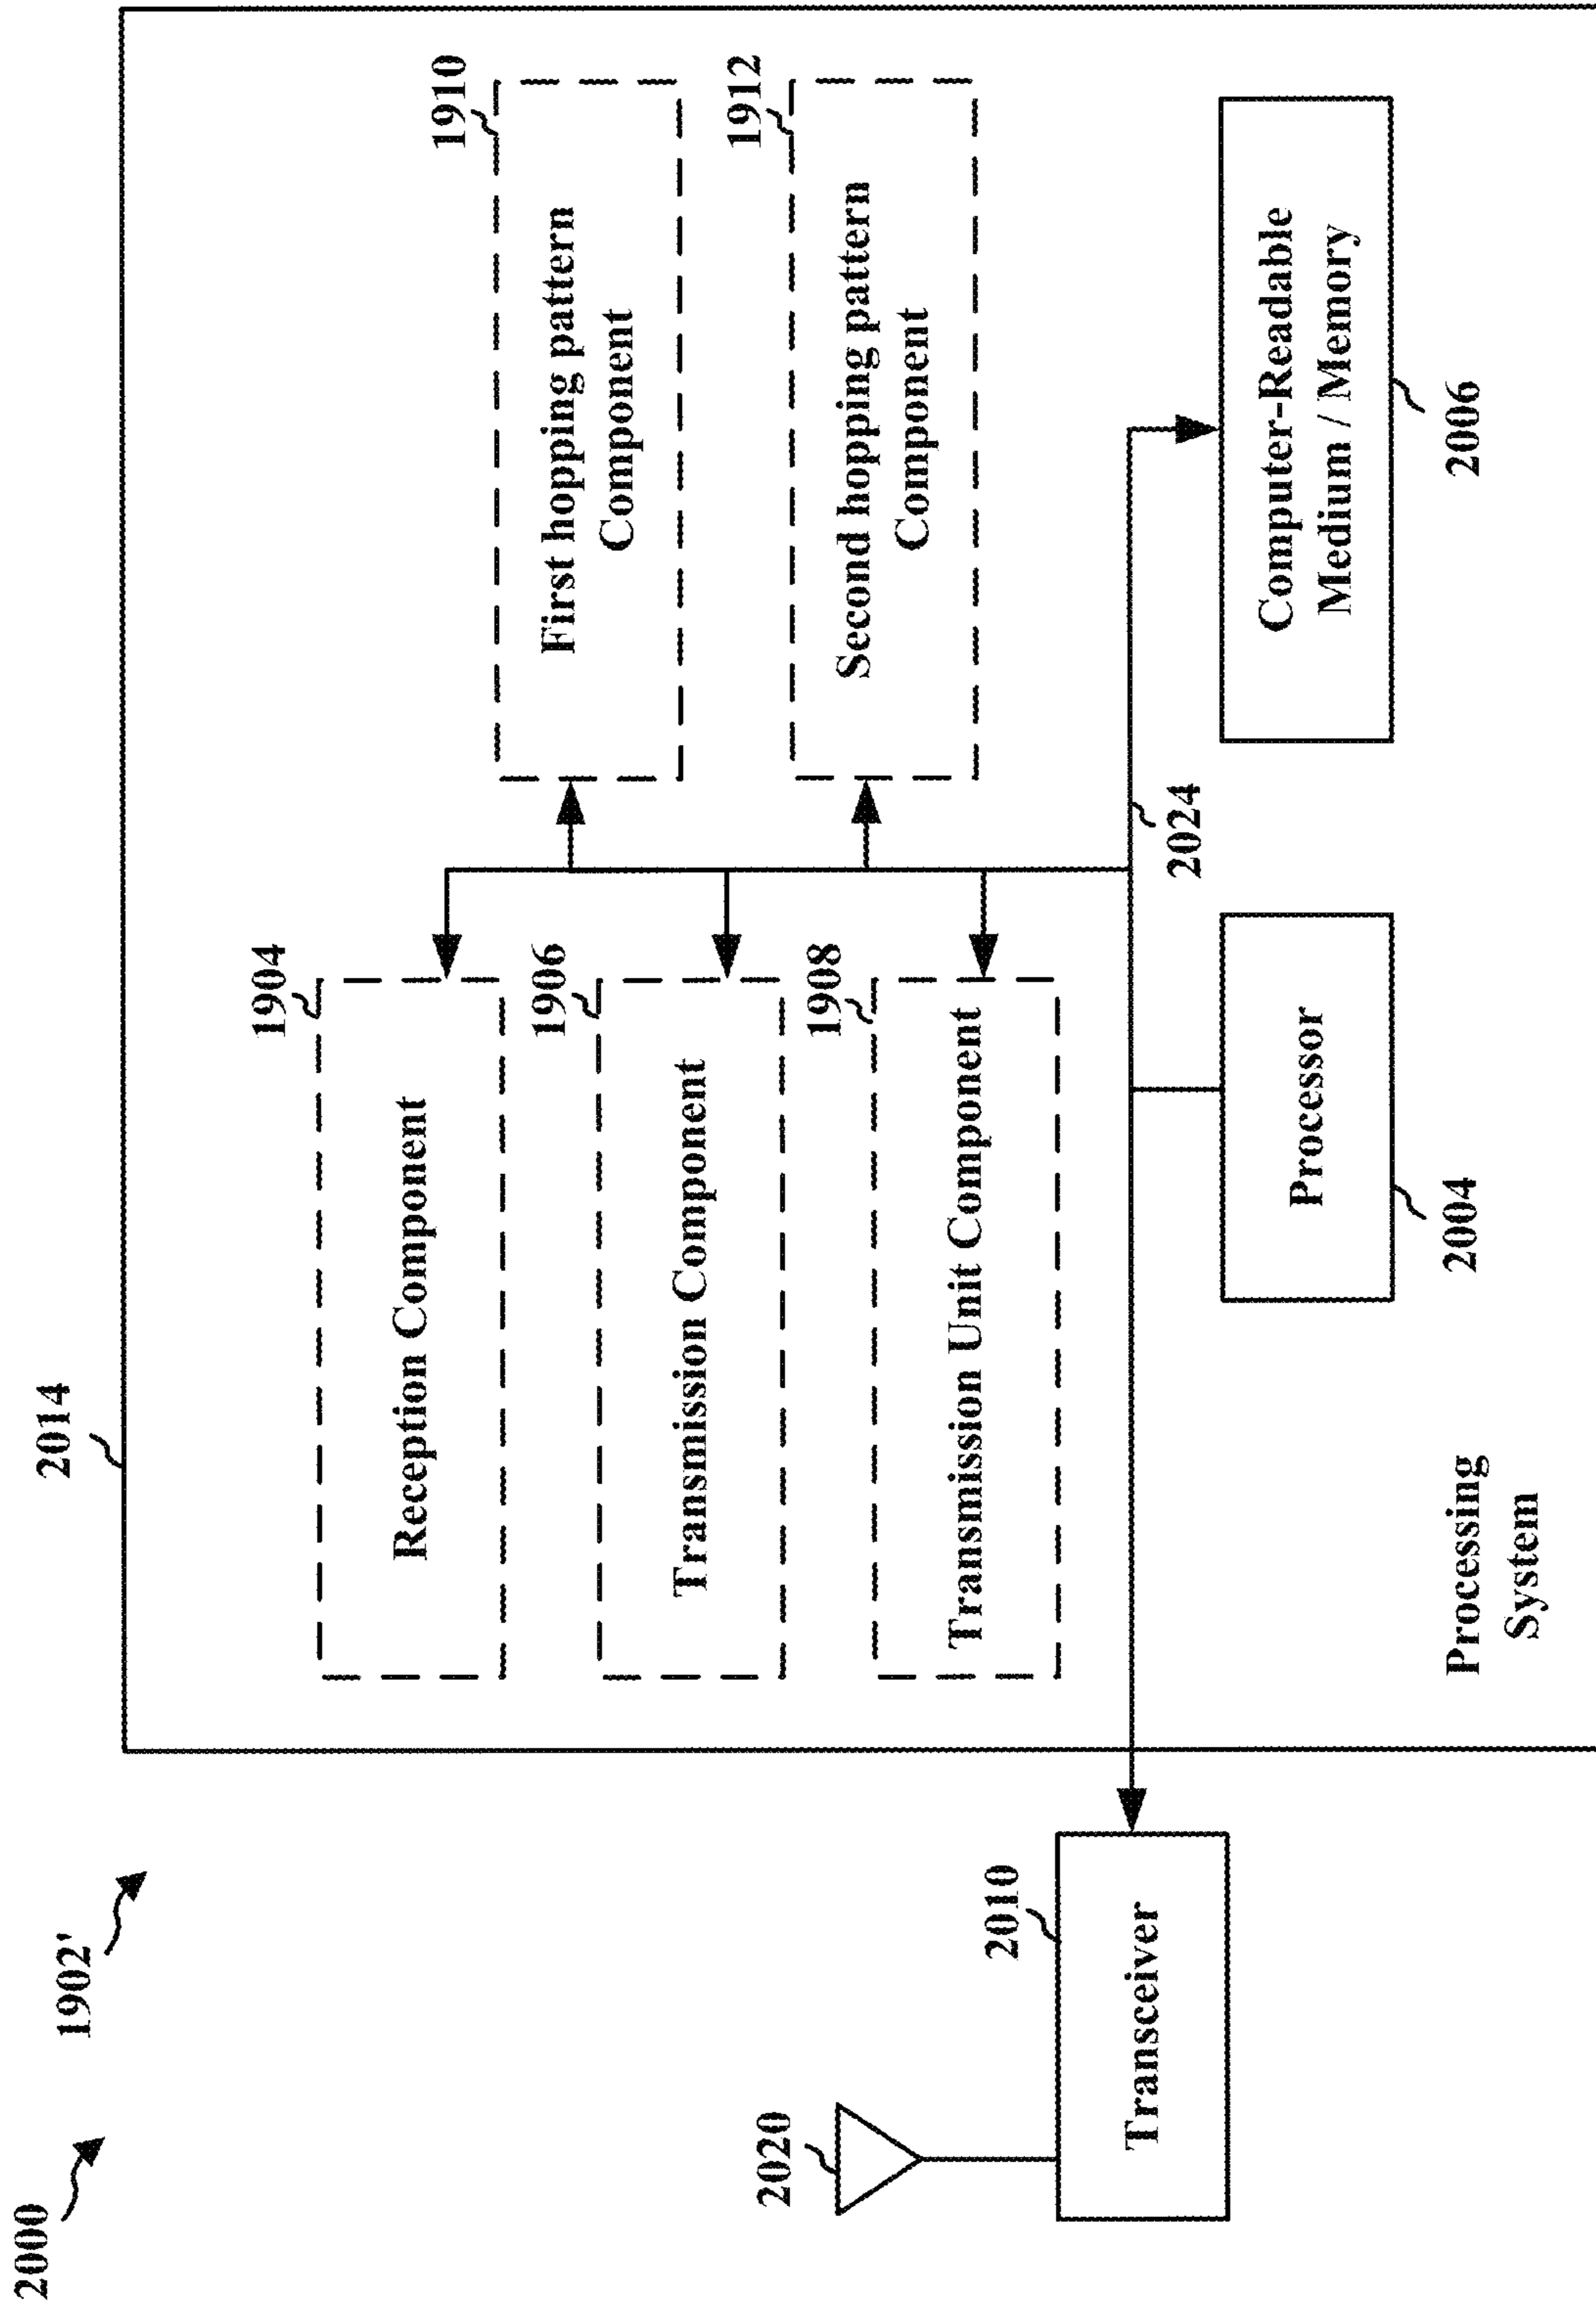 2000
1902'
2014
1904
Reception Component
1906
Transmission Component
1908
Transmission Unit Component
1910
First hopping pattern
Component
1912
Second hopping pattern
Component
2020
2010
Transceiver
2024
Processor
2004
Computer-Readable
Medium / Memory
2006
Processing
System